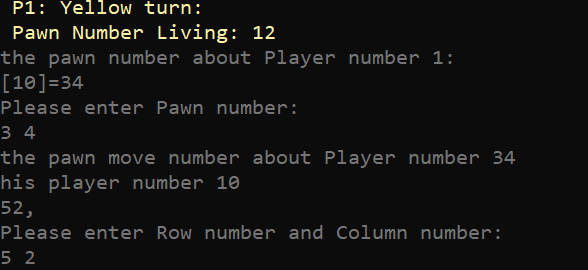 P1: Yellow turn:
Pawn Number Living: 12
the pawn number about Player number 1:
[10]=34
Please enter Pawn number:
3 4
the pawn move number about Player number 34
his player number 10
52,
Please enter Row number and Column number:
5 2